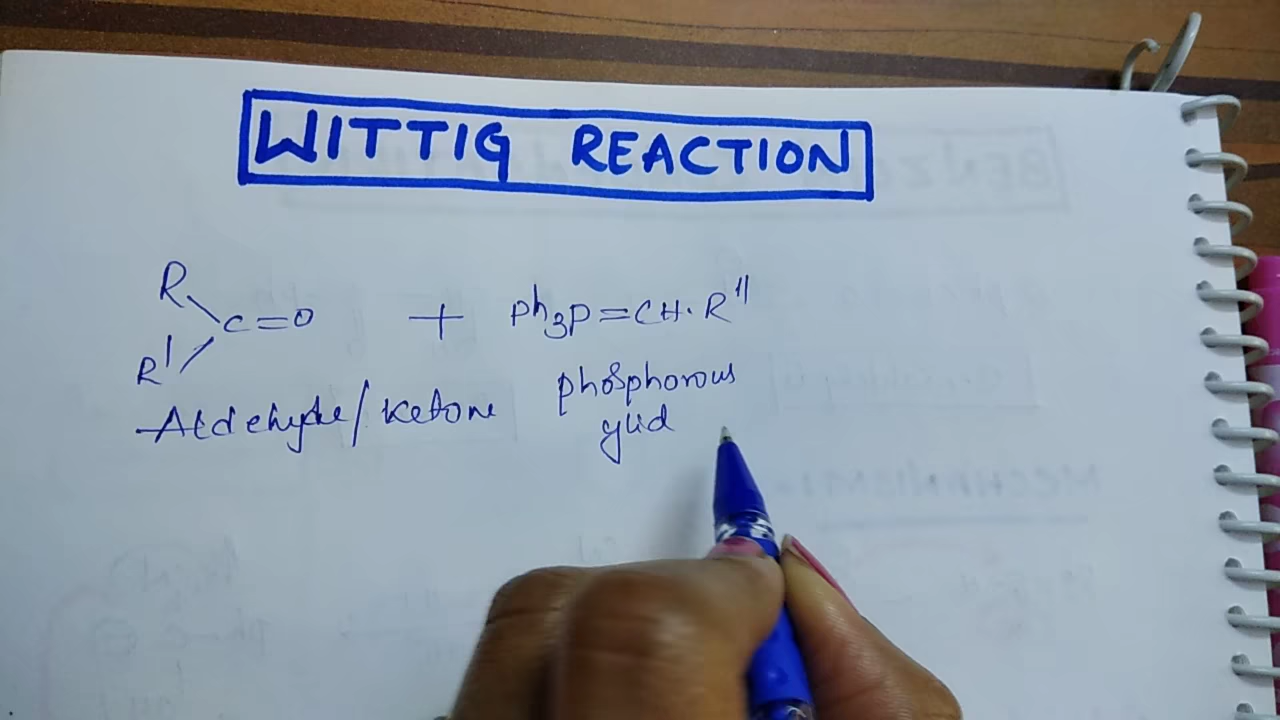 WITTIG REACTION
R
C=O + Ph₃P=CH·R"
R'
Aldehyde/Ketone phosphorous
ylid